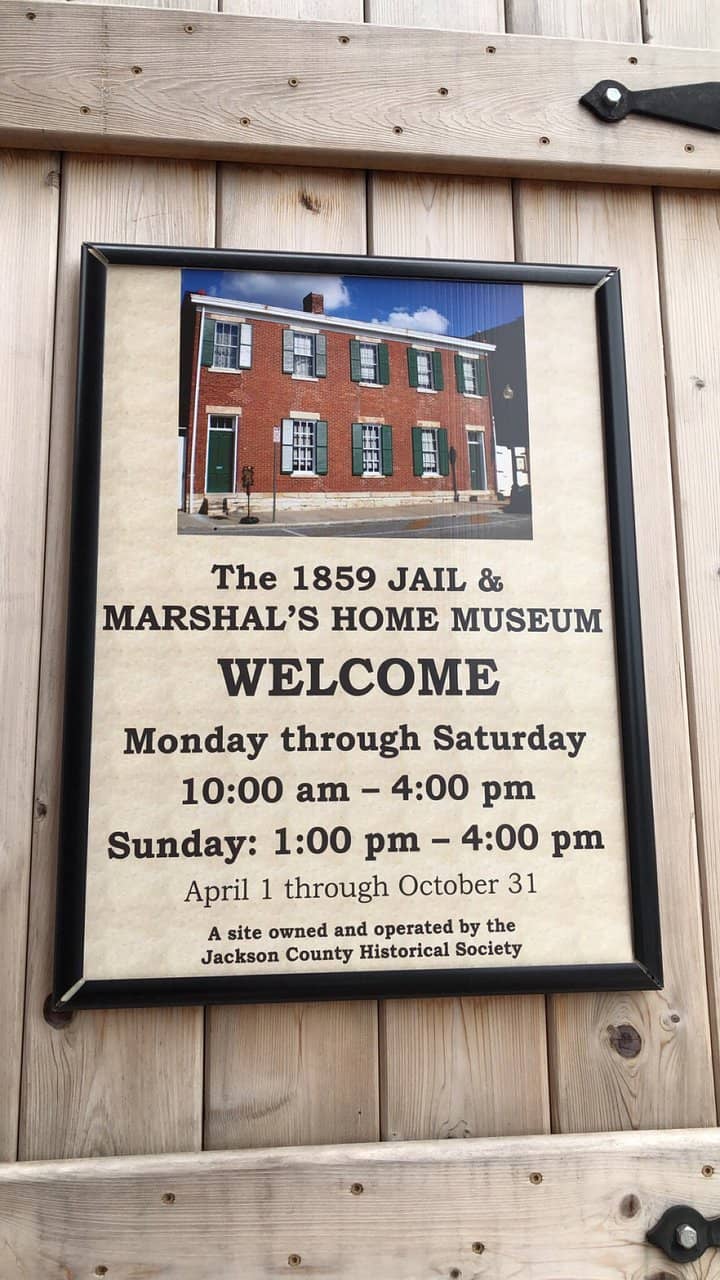 The 1859 JAIL &
MARSHAL'S HOME MUSEUM
WELCOME
Monday through Saturday
10:00 am – 4:00 pm
Sunday: 1:00 pm – 4:00 pm
April 1 through October 31
A site owned and operated by the
Jackson County Historical Society